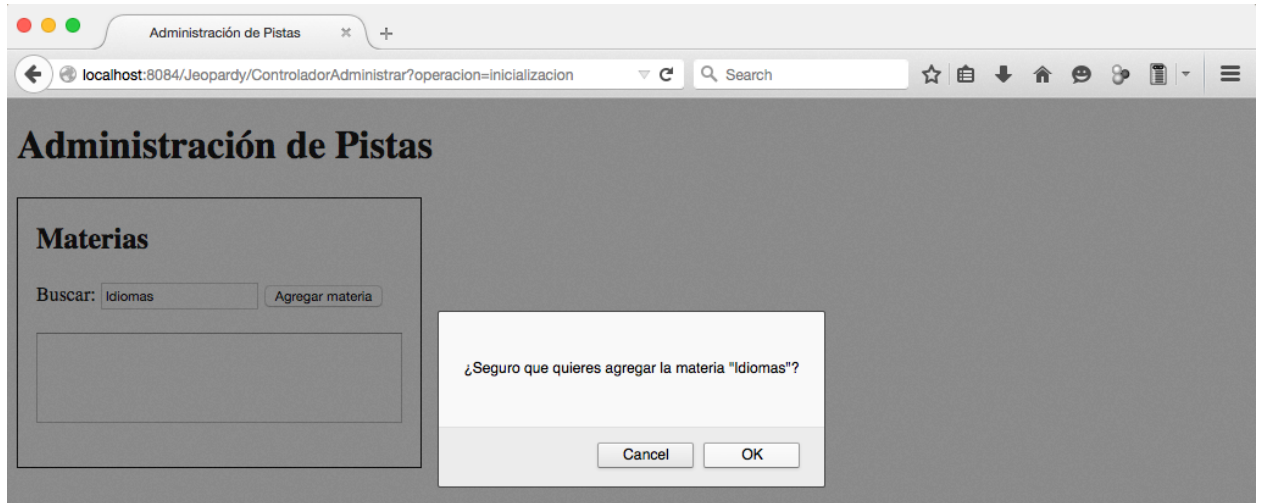 Administración de Pistas
localhost:8084/Jeopardy/ControladorAdministrar?operacion=inicializacion
Search
Administración de Pistas
Materias
Buscar: Idiomas Agregar materia
¿Seguro que quieres agregar la materia "Idiomas"?
Cancel OK